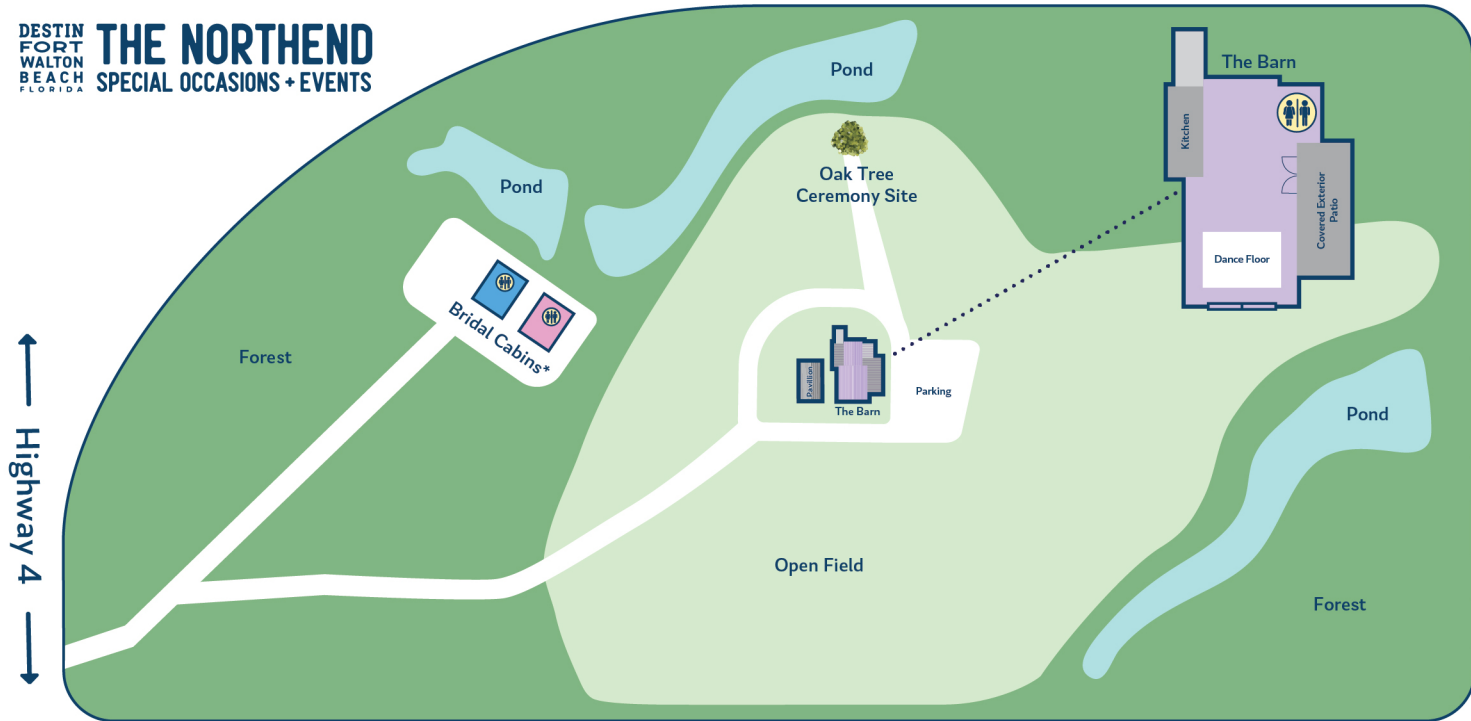 DESTIN
FORT
WALTON
BEACH
FLORIDA
THE NORTHEND
SPECIAL OCCASIONS + EVENTS
Pond
The Barn
Kitchen
Covered Exterior
Patio
Dance Floor
Pond
Oak Tree
Ceremony Site
Bridal Cabins*
Forest
Highway 4
Pavillion
The Barn
Parking
Pond
Open Field
Forest